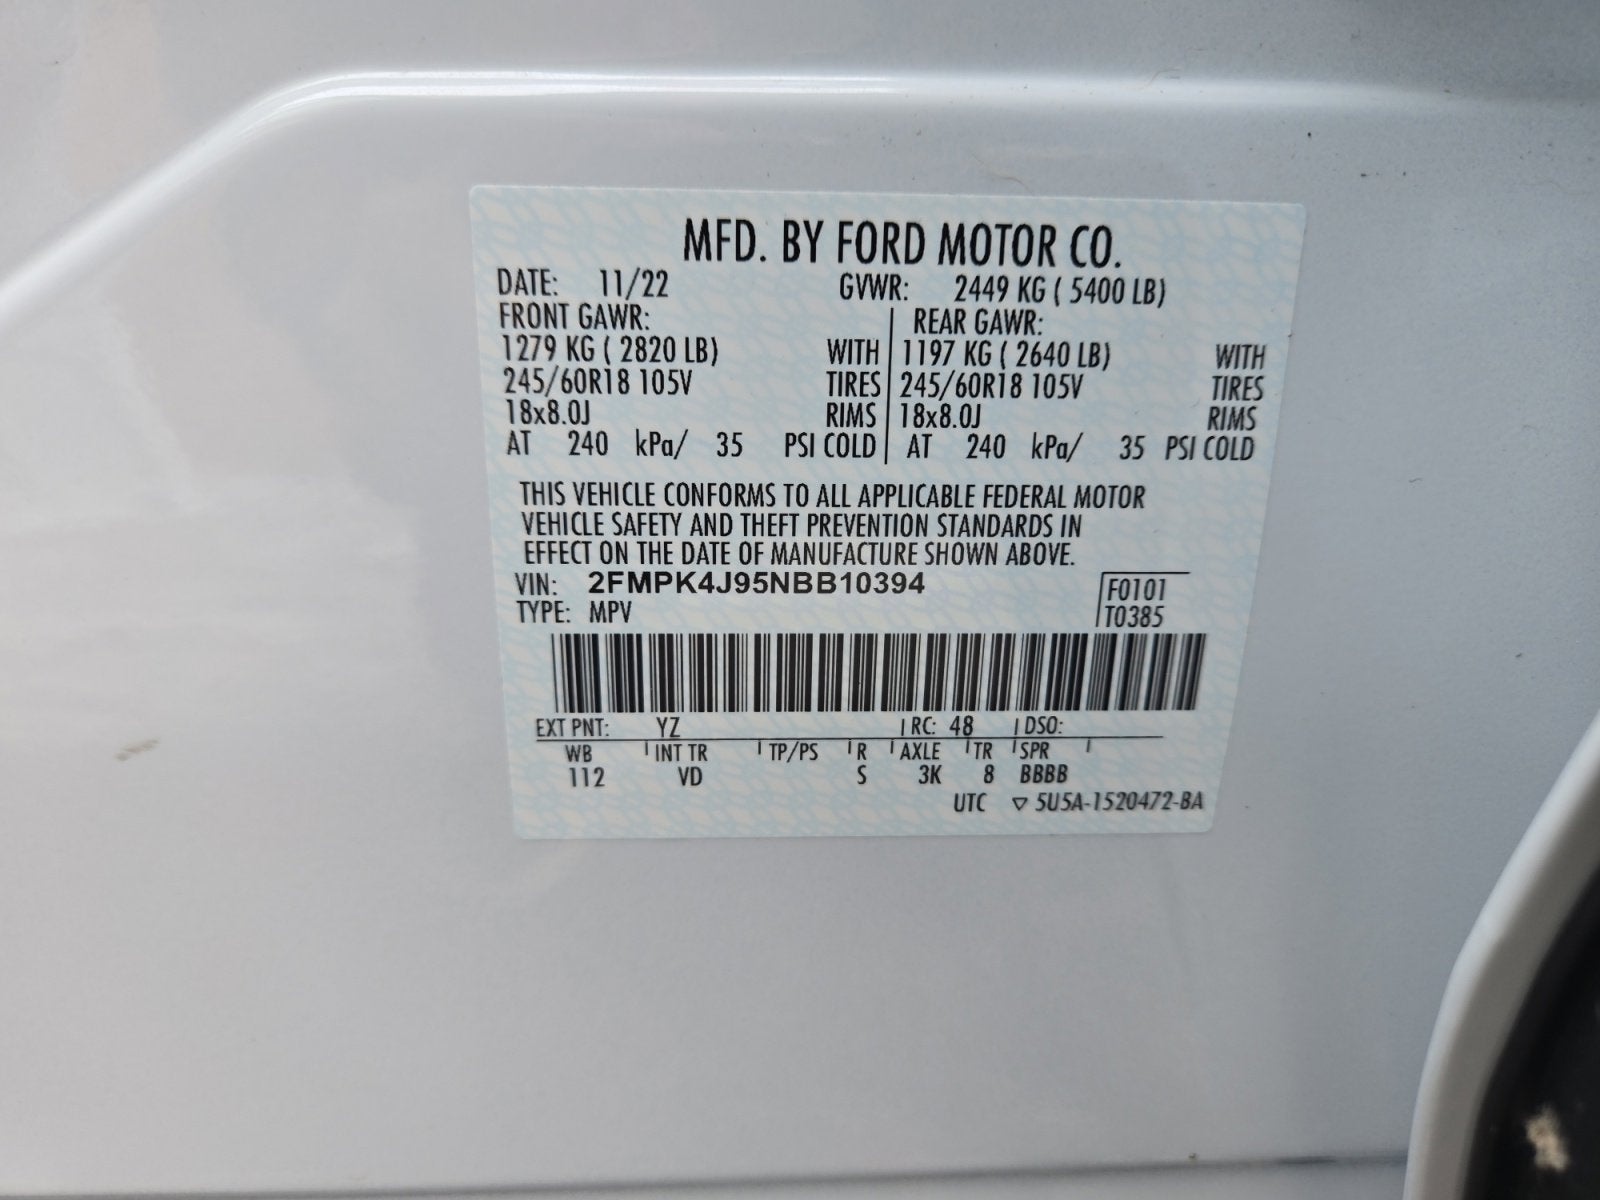 MFD. BY FORD MOTOR CO.
DATE: 11/22 GVWR: 2449 KG ( 5400 LB)
FRONT GAWR: REAR GAWR:
1279 KG ( 2820 LB) WITH 1197 KG ( 2640 LB) WITH
245/60R18 105V TIRES 245/60R18 105V TIRES
18x8.0J RIMS 18x8.0J RIMS
AT 240 kPa/ 35 PSI COLD AT 240 kPa/ 35 PSI COLD
THIS VEHICLE CONFORMS TO ALL APPLICABLE FEDERAL MOTOR
VEHICLE SAFETY AND THEFT PREVENTION STANDARDS IN
EFFECT ON THE DATE OF MANUFACTURE SHOWN ABOVE.
VIN: 2FMPK4J95NBB10394 F0101
TYPE: MPV T0385
EXT PNT: YZ RC: 48 DSO:
WB INT TR TP/PS R AXLE TR SPR
112 VD S 3K 8 BBBB
UTC ▽ 5U5A-1520472-BA